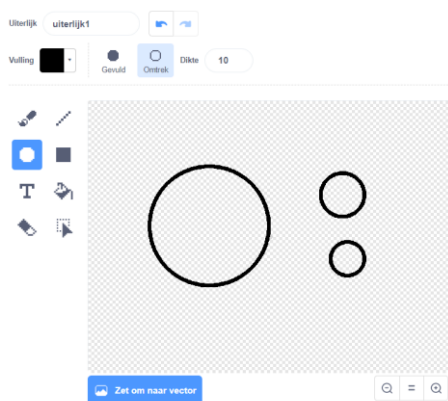 Uiterlijk uiterlijk1
Vulling Gevuld Omtrek Dikte 10
T
Zet om naar vector